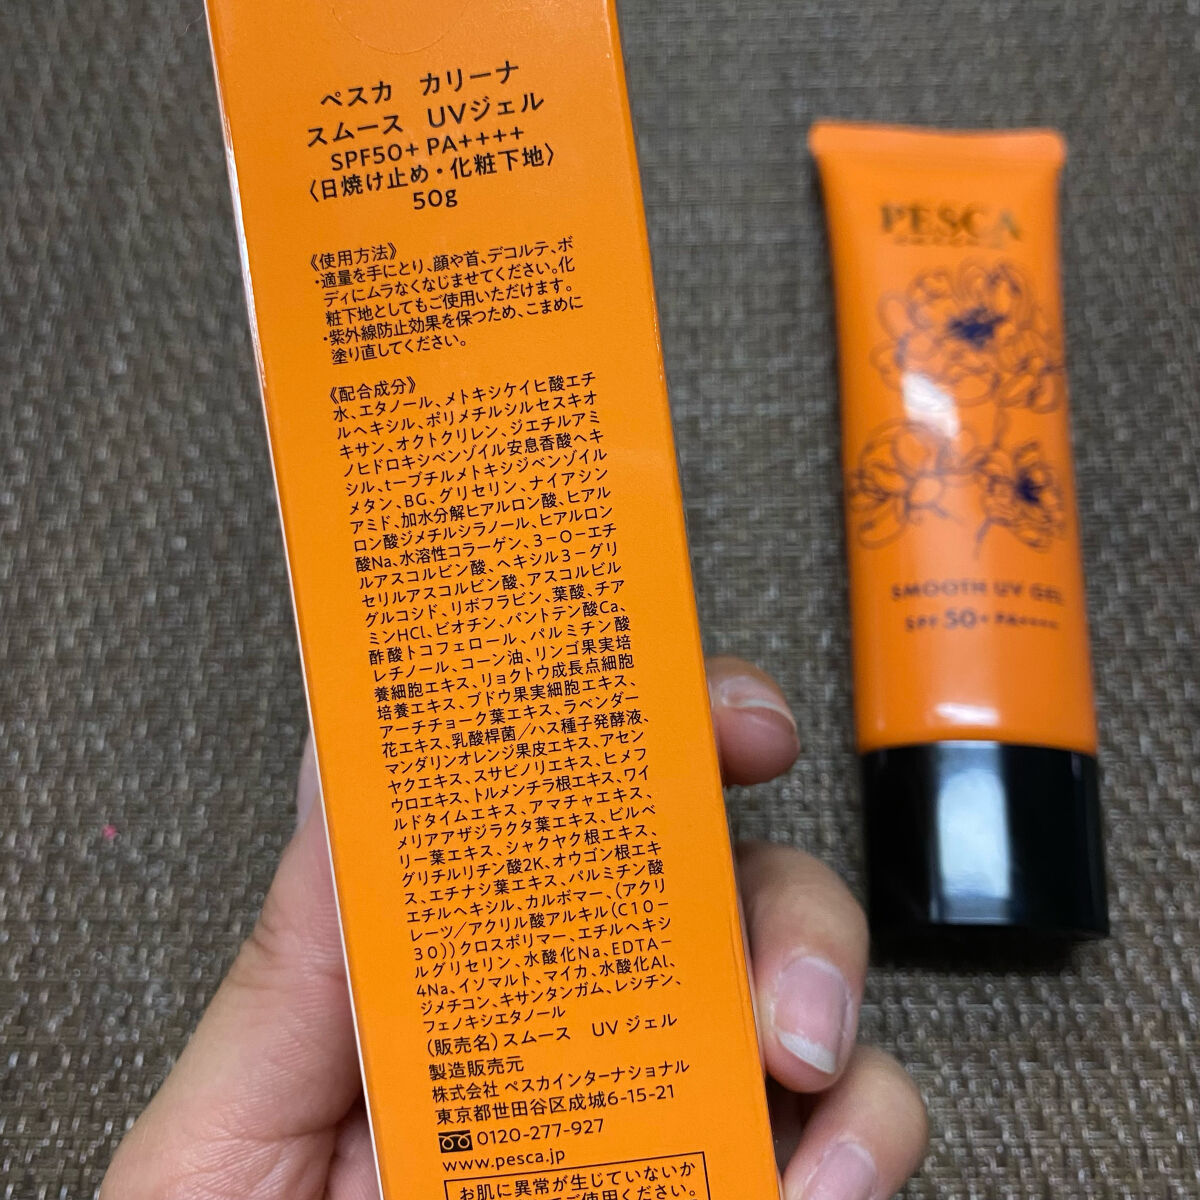 ペスカ カリーナ
スムース UVジェル
SPF50+ PA++++
〈日焼け止め・化粧下地〉
50g
《使用方法》
・適量を手にとり、顔や首、デコルテ、ボ
ディにムラなくなじませてください。化
粧下地としてもご使用いただけます。
・紫外線防止効果を保つため、こまめに
塗り直してください。
《配合成分》
水、エタノール、メトキシケイヒ酸エチ
ルヘキシル、ポリメチルシルセスキオ
キサン、オクトクリレン、ジエチルアミ
ノヒドロキシベンゾイル安息香酸ヘキ
シル、t-ブチルメトキシジベンゾイル
メタン、BG、グリセリン、ナイアシン
アミド、加水分解ヒアルロン酸、ヒアル
ロン酸ジメチルシラノール、ヒアルロン
酸Na、水溶性コラーゲン、3-O-エチ
ルアスコルビン酸、ヘキシル3-グリ
セリルアスコルビン酸、アスコルビル
グルコシド、リボフラビン、葉酸、チア
ミンHCl、ビオチン、パントテン酸Ca、
酢酸トコフェロール、パルミチン酸
レチノール、コーン油、リンゴ果実培
養細胞エキス、リョクトウ成長点細胞
培養エキス、ブドウ果実細胞エキス、
アーチチョーク葉エキス、ラベンダー
花エキス、乳酸桿菌/ハス種子発酵液、
マンダリンオレンジ果皮エキス、アセン
ヤクエキス、スサビノリエキス、ヒメフ
ウロエキス、トルメンチラ根エキス、ワイ
ルドタイムエキス、アマチャエキス、
メリアアザジラクタ葉エキス、ビルベ
リー葉エキス、シャクヤク根エキス、
グリチルリチン酸2K、オウゴン根エキ
ス、エチナシ葉エキス、パルミチン酸
エチルヘキシル、カルボマー、(アクリ
レーツ/アクリル酸アルキル(C10-
30))クロスポリマー、エチルヘキシ
ルグリセリン、水酸化Na、EDTA-
4Na、イソマルト、マイカ、水酸化Al、
ジメチコン、キサンタンガム、レシチン、
フェノキシエタノール
(販売名)スムース UV ジェル
製造販売元
株式会社 ペスカインターナショナル
東京都世田谷区成城6-15-21
0120-277-927
www.pesca.jp
お肌に異常が生じていないか
ご使用ください。
PESCA
SMOOTH UV GEL
SPF 50+ PA++++